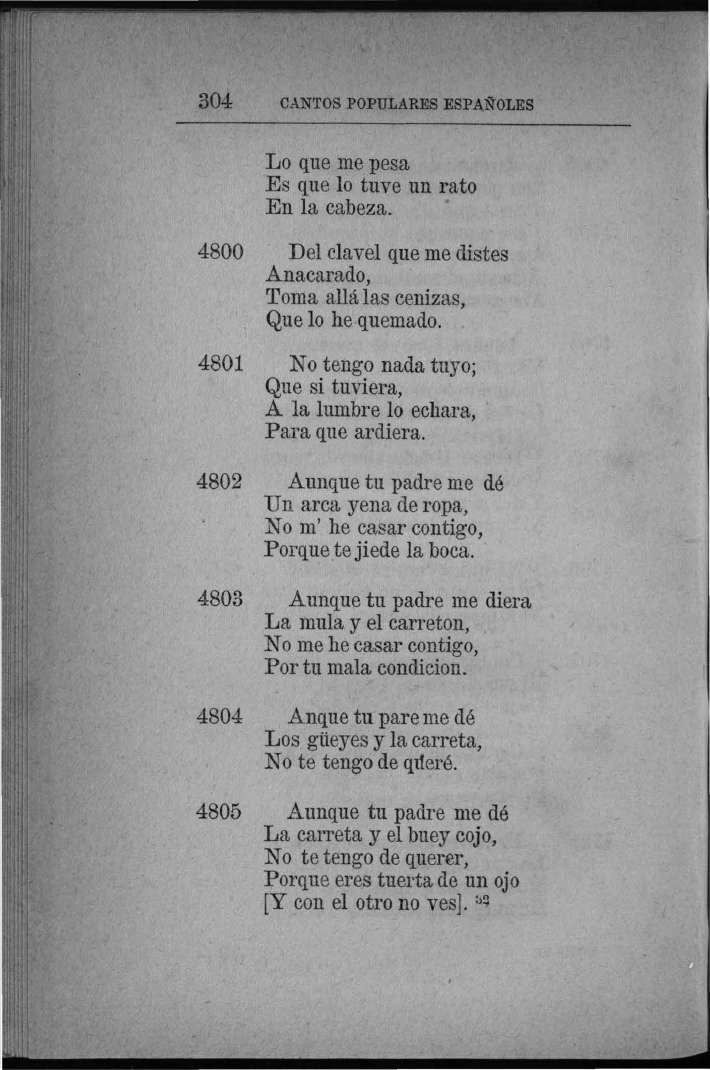 304 CANTOS POPULARES ESPAÑOLES
Lo que me pesa
Es que lo tuve un rato
En la cabeza.
4800 Del clavel que me distes
Anacarado,
Toma allá las cenizas,
Que lo he quemado.
4801 No tengo nada tuyo;
Que si tuviera,
A la lumbre lo echara,
Para que ardiera.
4802 Aunque tu padre me dé
Un arca yena de ropa,
No m' he casar contigo,
Porque te jiede la boca.
4803 Aunque tu padre me diera
La mula y el carreton,
No me he casar contigo,
Por tu mala condicion.
4804 Anque tu pare me dé
Los güeyes y la carreta,
No te tengo de queré.
4805 Aunque tu padre me dé
La carreta y el buey cojo,
No te tengo de querer,
Porque eres tuerta de un ojo
[Y con el otro no ves]. 32